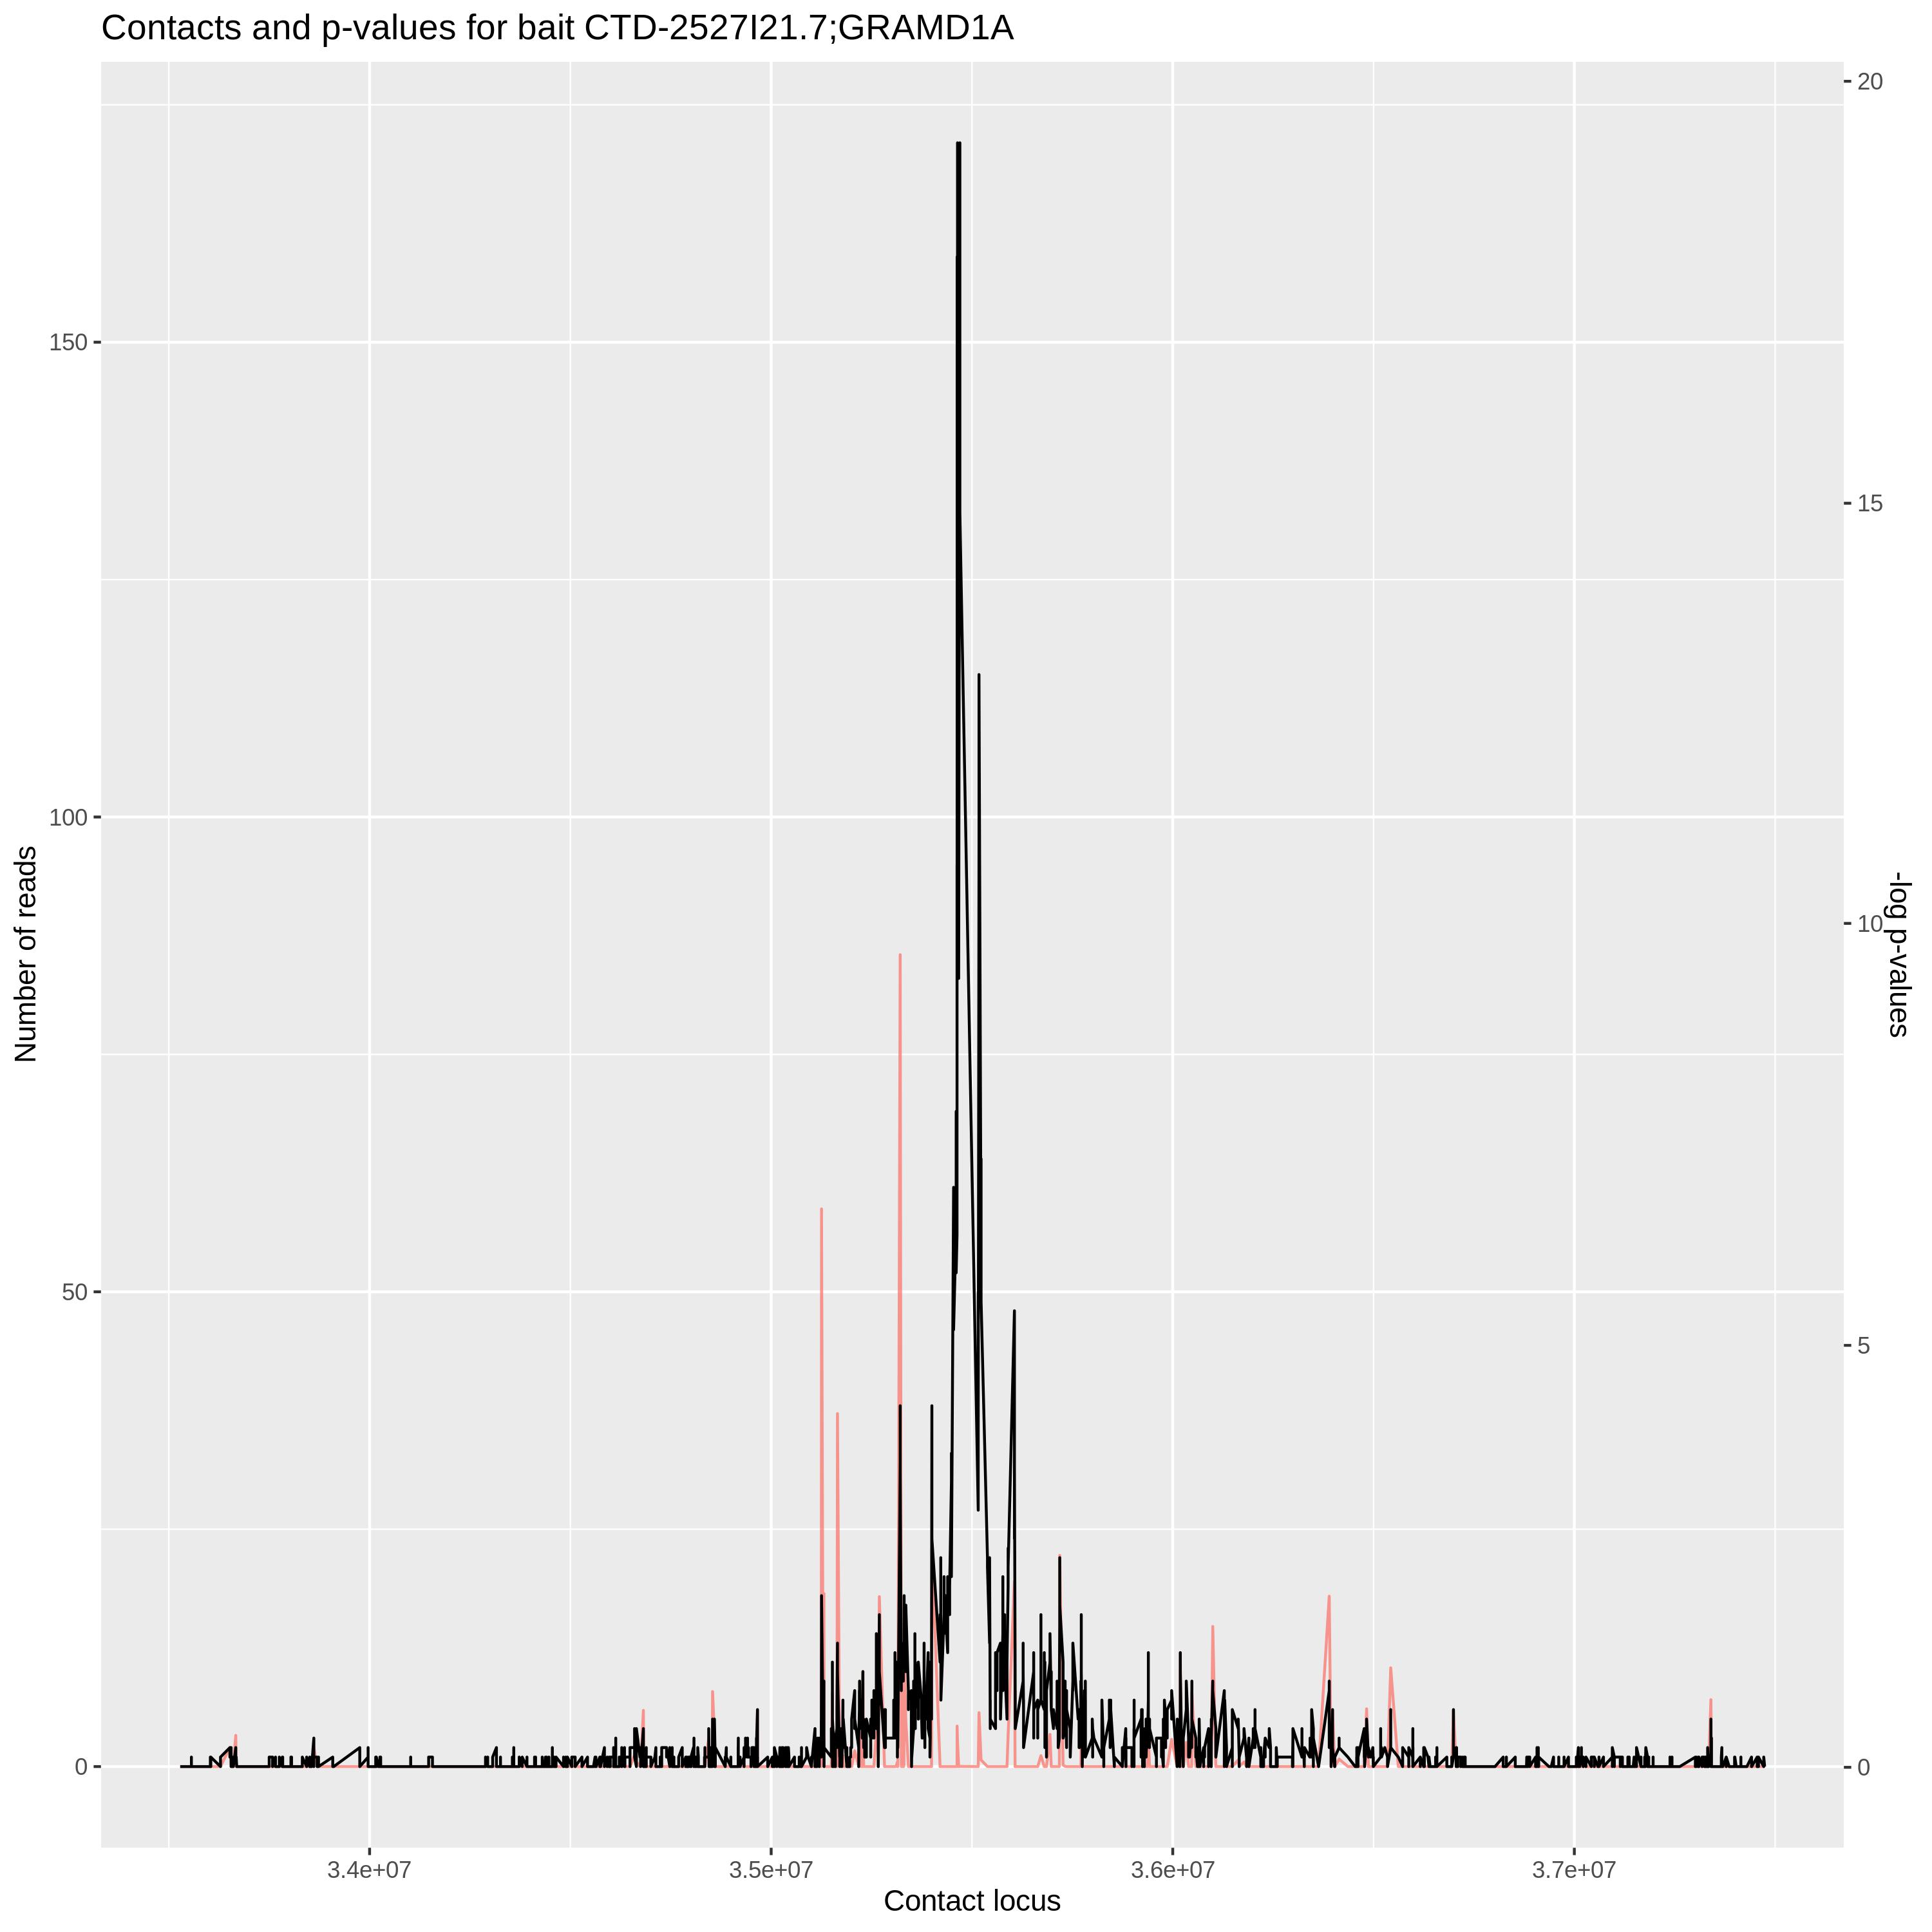 Contacts and p-values for bait CTD-2527I21.7;GRAMD1A
Number of reads
150
100
50
0
20
15
10
5
0
-log p-values
3.4e+07
3.5e+07
3.6e+07
3.7e+07
Contact locus